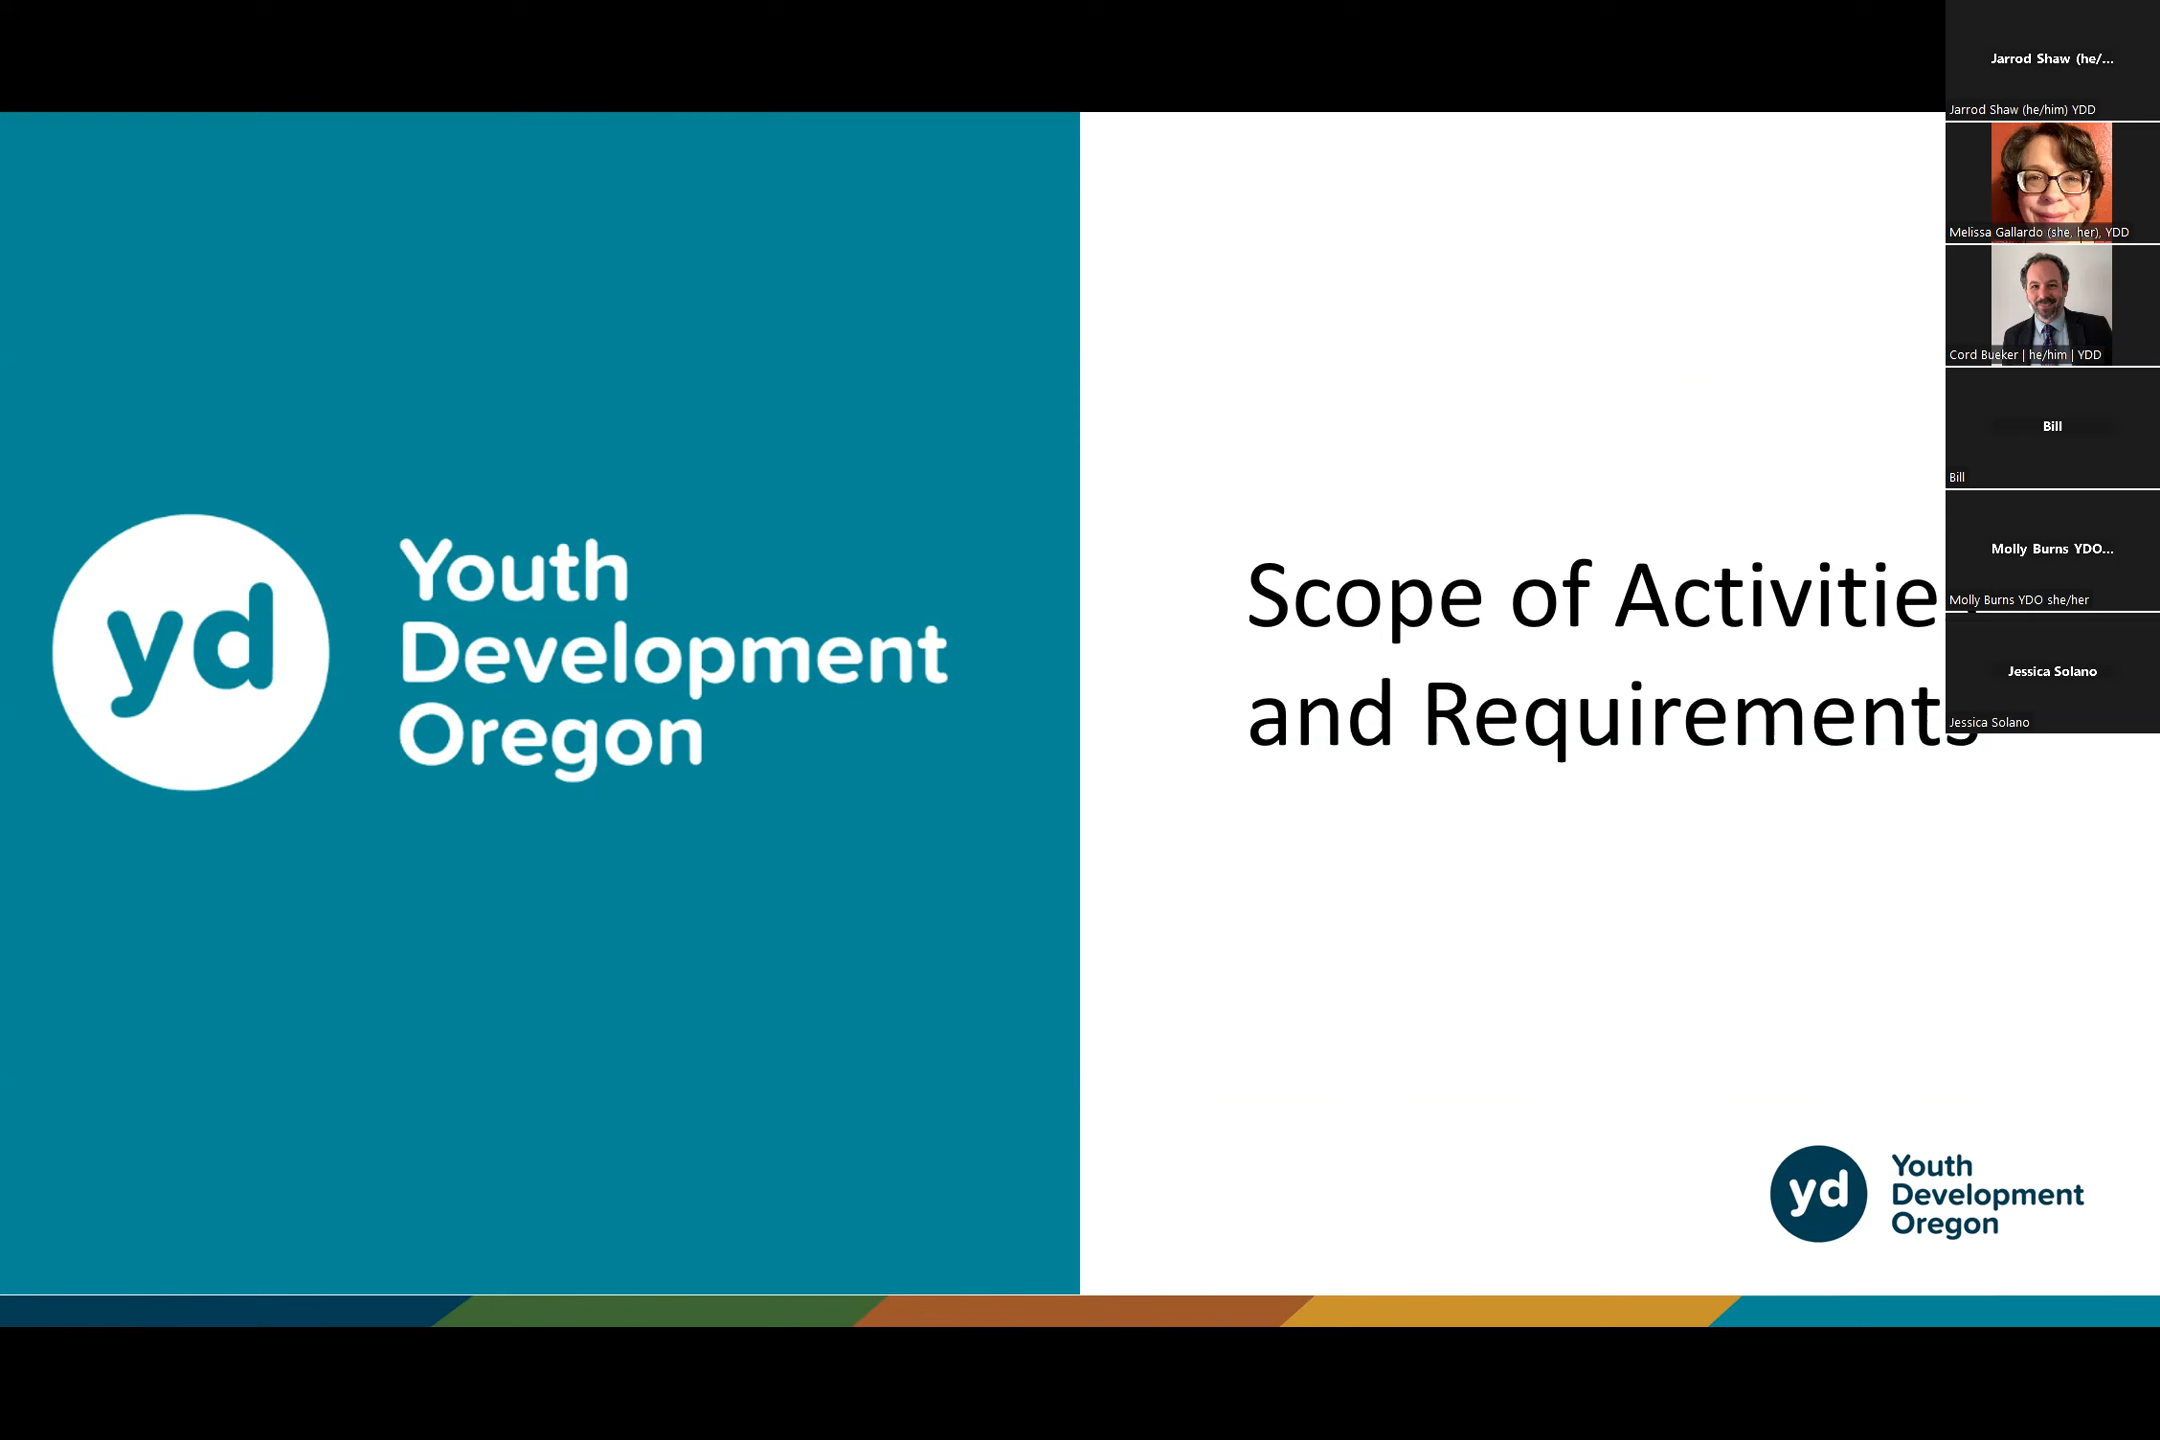 yd
Youth
Development
Oregon
Scope of Activitie
and Requirements
yd
Youth
Development
Oregon
Jarrod Shaw (he/...
Jarrod Shaw (he/him) YDD
Melissa Gallardo (she, her), YDD
Cord Bueker | he/him | YDD
Bill
Bill
Molly Burns YDO...
Molly Burns YDO she/her
Jessica Solano
Jessica Solano